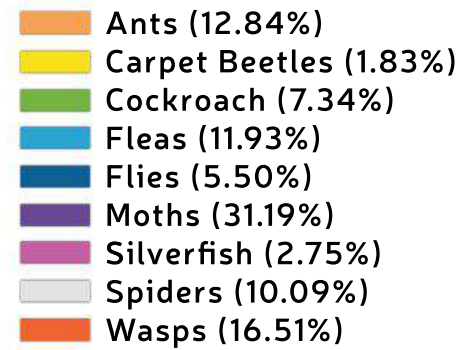 Ants (12.84%)
Carpet Beetles (1.83%)
Cockroach (7.34%)
Fleas (11.93%)
Flies (5.50%)
Moths (31.19%)
Silverfish (2.75%)
Spiders (10.09%)
Wasps (16.51%)